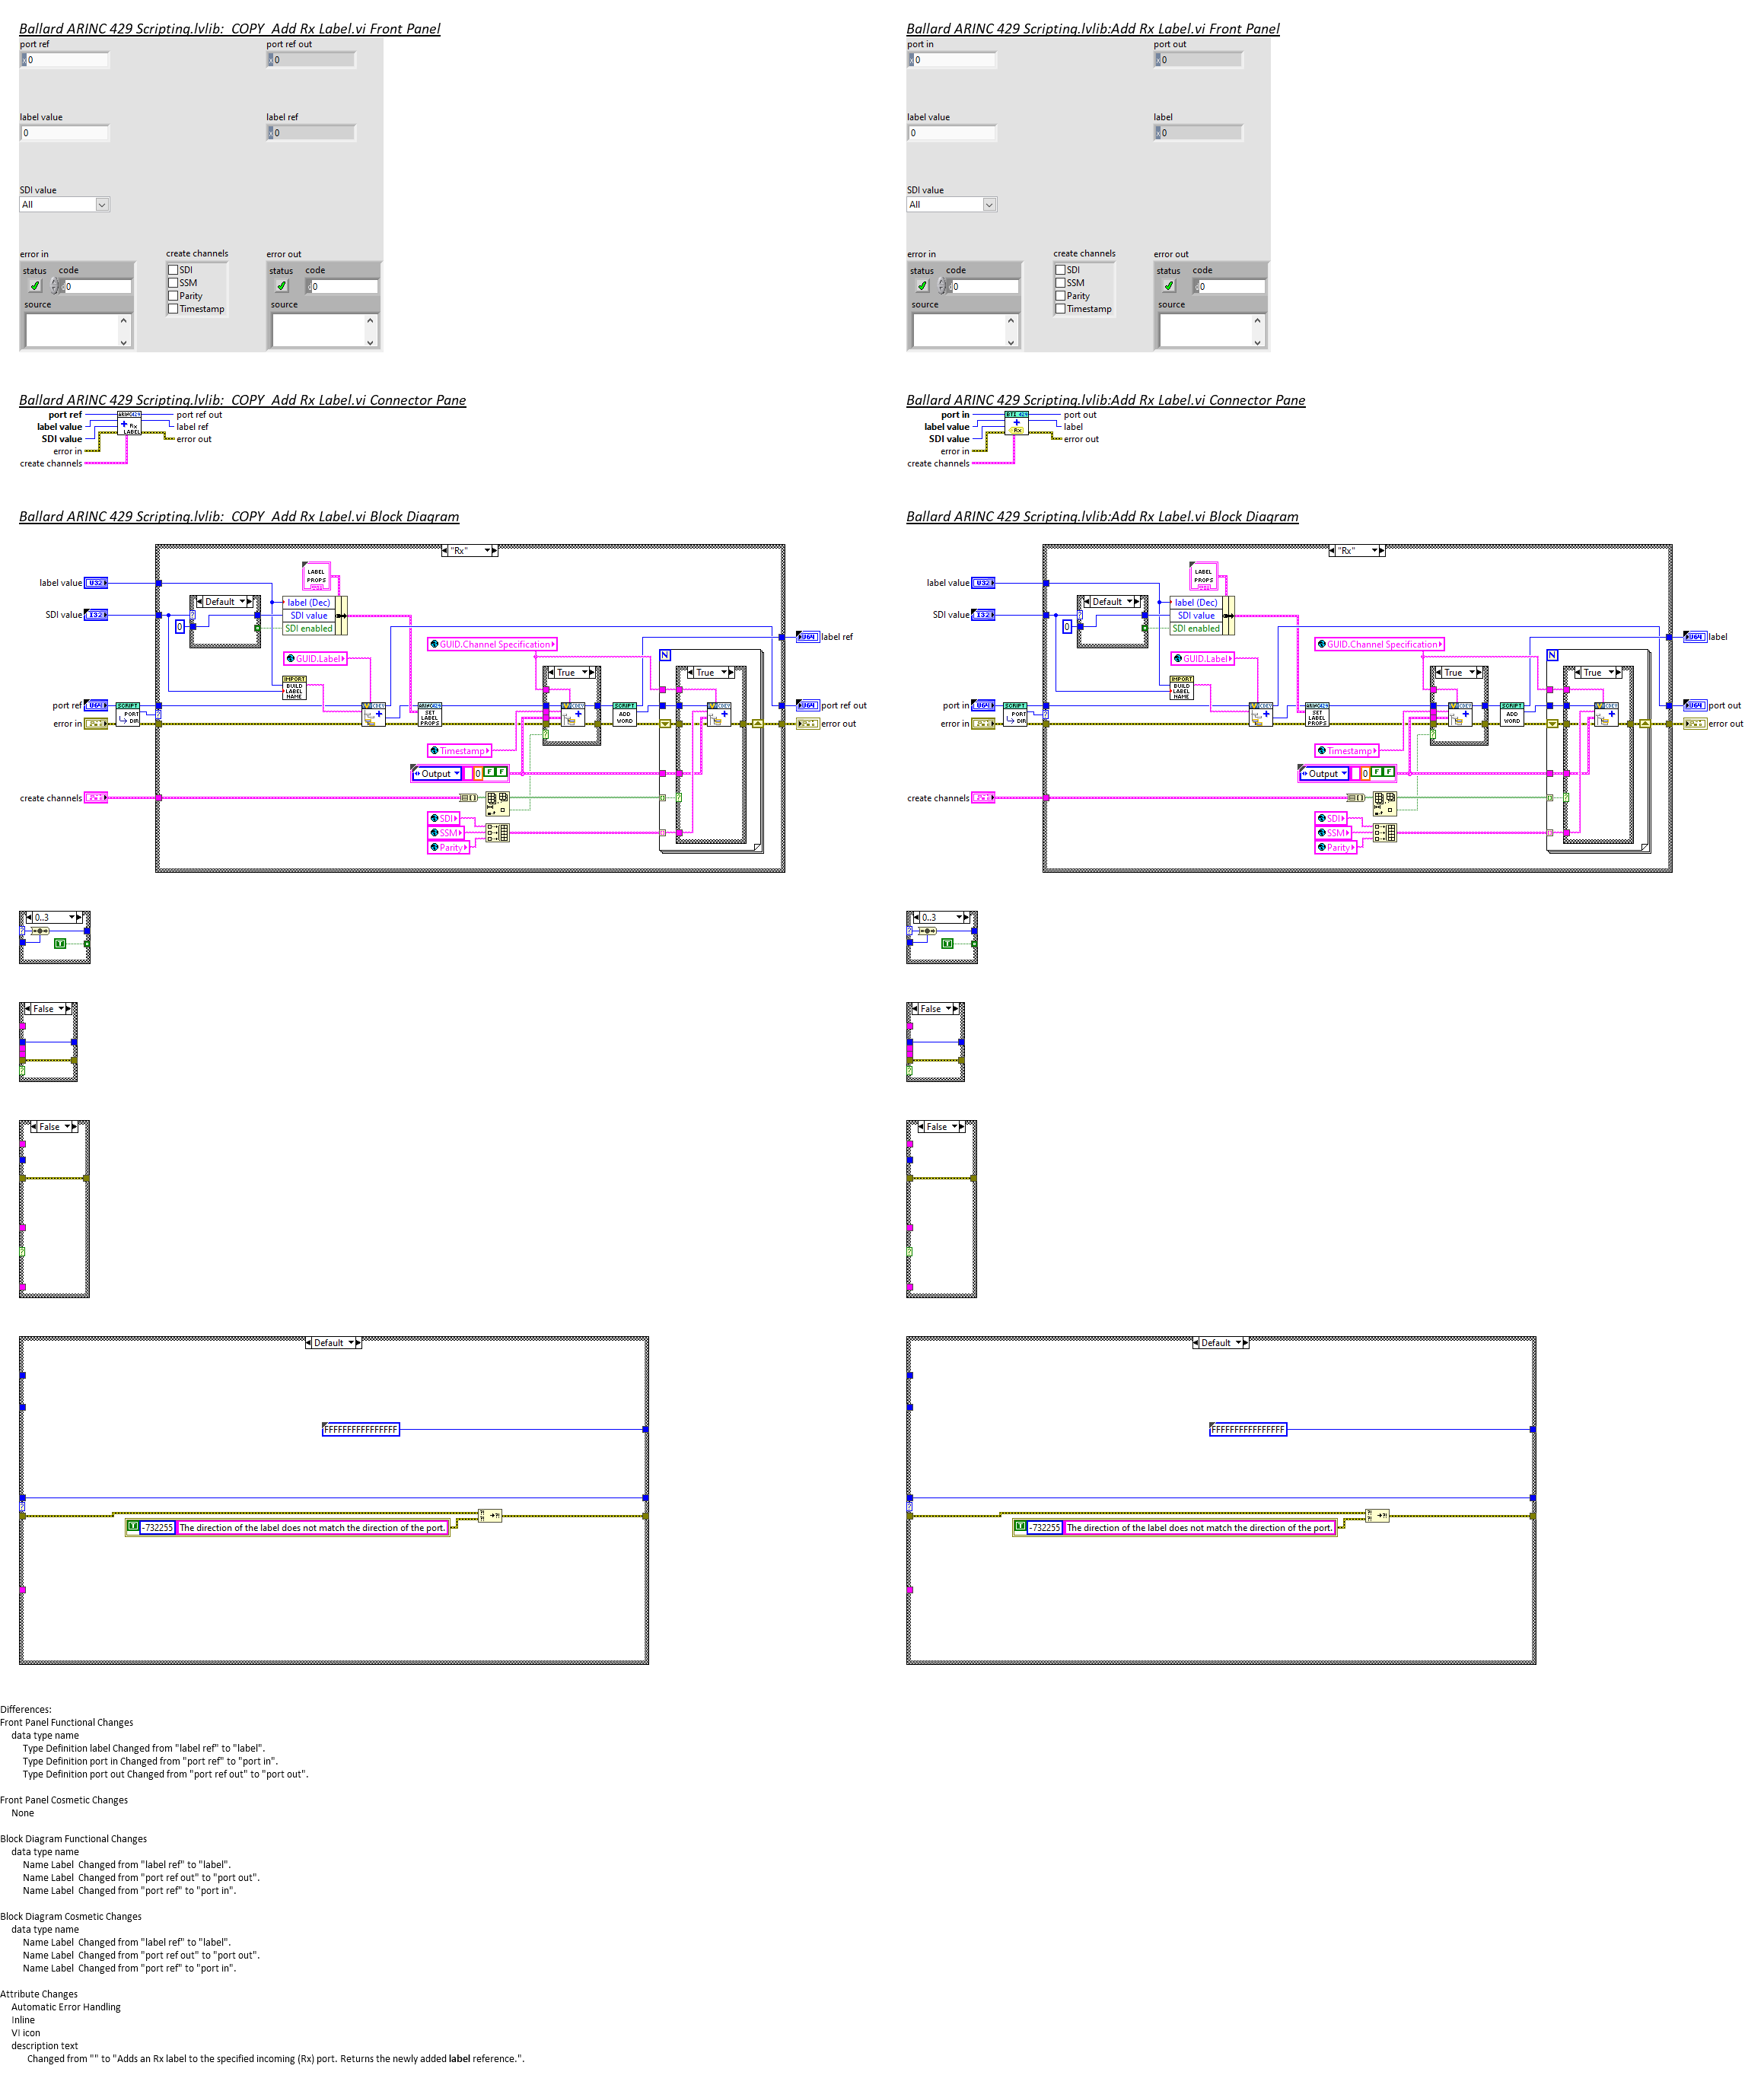 Ballard ARINC 429 Scripting.lvlib:  COPY  Add Rx Label.vi Front Panel
port ref
port ref out
x 0
x 0
label value
label ref
0
x 0
SDI value
All
error in
create channels
error out
status code
SDI
status code
SSM
d 0
d 0
Parity
source
source
Timestamp
Ballard ARINC 429 Scripting.lvlib:Add Rx Label.vi Front Panel
port in
port out
x 0
x 0
label value
label
0
x 0
SDI value
All
error in
create channels
error out
status code
SDI
status code
SSM
d 0
d 0
Parity
source
source
Timestamp
Ballard ARINC 429 Scripting.lvlib:  COPY  Add Rx Label.vi Connector Pane
port ref
port ref out
label value
label ref
SDI value
error out
error in
create channels
ARINC429
+ Rx
LABEL
Ballard ARINC 429 Scripting.lvlib:Add Rx Label.vi Connector Pane
port in
port out
label value
label
SDI value
error out
error in
create channels
BTI 429
+
Rx
Ballard ARINC 429 Scripting.lvlib:  COPY  Add Rx Label.vi Block Diagram
"Rx"
label value U32
LABEL
PROPS
Default
label (Dec)
SDI value I32
SDI value
0
SDI enabled
U64 label ref
GUID.Channel Specification
GUID.Label
N
True
True
IMPORT
BUILD
LABEL
NAME
port ref U64
SCRIPT
PORT
DIR
ARINC429
SET
LABEL
PROPS
SCRIPT
ADD
WORD
U64 port ref out
error in
error out
Timestamp
Output 0 F F
create channels
SDI
SSM
Parity
Ballard ARINC 429 Scripting.lvlib:Add Rx Label.vi Block Diagram
"Rx"
label value U32
LABEL
PROPS
Default
label (Dec)
SDI value I32
SDI value
0
SDI enabled
U64 label
GUID.Channel Specification
GUID.Label
N
True
True
IMPORT
BUILD
LABEL
NAME
port in U64
SCRIPT
PORT
DIR
ARINC429
SET
LABEL
PROPS
SCRIPT
ADD
WORD
U64 port out
error in
error out
Timestamp
Output 0 F F
create channels
SDI
SSM
Parity
0..3
T
0..3
T
False
False
False
False
Default
FFFFFFFFFFFFFFFF
T -732255 The direction of the label does not match the direction of the port.
Default
FFFFFFFFFFFFFFFF
T -732255 The direction of the label does not match the direction of the port.
Differences:
Front Panel Functional Changes
data type name
Type Definition label Changed from "label ref" to "label".
Type Definition port in Changed from "port ref" to "port in".
Type Definition port out Changed from "port ref out" to "port out".
Front Panel Cosmetic Changes
None
Block Diagram Functional Changes
data type name
Name Label  Changed from "label ref" to "label".
Name Label  Changed from "port ref out" to "port out".
Name Label  Changed from "port ref" to "port in".
Block Diagram Cosmetic Changes
data type name
Name Label  Changed from "label ref" to "label".
Name Label  Changed from "port ref out" to "port out".
Name Label  Changed from "port ref" to "port in".
Attribute Changes
Automatic Error Handling
Inline
VI icon
description text
Changed from "" to "Adds an Rx label to the specified incoming (Rx) port. Returns the newly added label reference.".